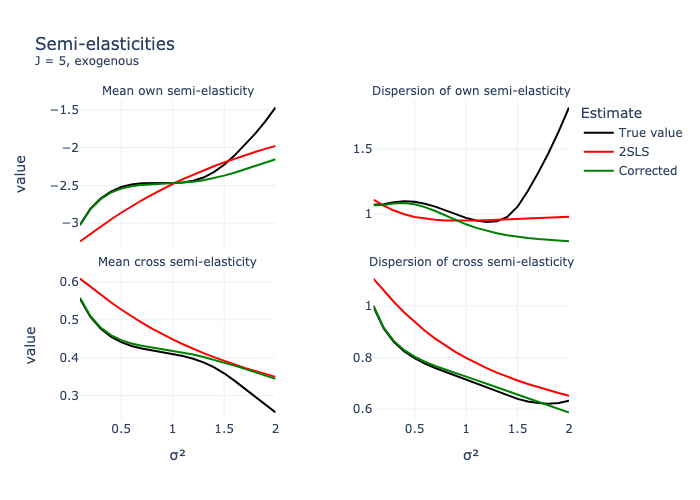 Semi-elasticities
J = 5, exogenous
Mean own semi-elasticity
Dispersion of own semi-elasticity
Estimate
True value
2SLS
Corrected
−1.5
−2
−2.5
−3
value
1.5
1
Mean cross semi-elasticity
Dispersion of cross semi-elasticity
0.6
0.5
0.4
0.3
value
1
0.8
0.6
0.5
1
1.5
2
0.5
1
1.5
2
σ²
σ²